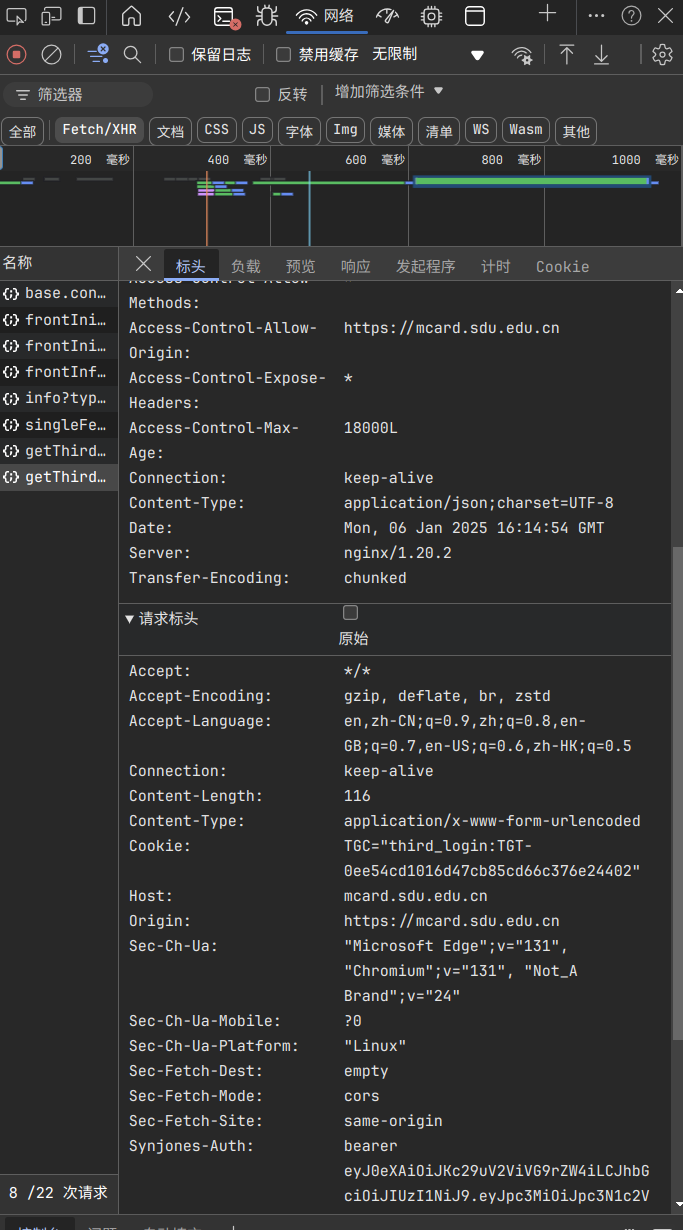 网络
保留日志 禁用缓存 无限制
筛选器 反转 增加筛选条件
全部 Fetch/XHR 文档 CSS JS 字体 Img 媒体 清单 WS Wasm 其他
200 毫秒 400 毫秒 600 毫秒 800 毫秒 1000 毫秒
名称
base.con…
frontIni…
frontIni…
frontInf…
info?typ…
singleFe…
getThird…
getThird…
8 /22 次请求
标头 负载 预览 响应 发起程序 计时 Cookie
Methods:
Access-Control-Allow- https://mcard.sdu.edu.cn
Origin:
Access-Control-Expose- *
Headers:
Access-Control-Max- 18000L
Age:
Connection: keep-alive
Content-Type: application/json;charset=UTF-8
Date: Mon, 06 Jan 2025 16:14:54 GMT
Server: nginx/1.20.2
Transfer-Encoding: chunked
请求标头
原始
Accept: */*
Accept-Encoding: gzip, deflate, br, zstd
Accept-Language: en,zh-CN;q=0.9,zh;q=0.8,en-
GB;q=0.7,en-US;q=0.6,zh-HK;q=0.5
Connection: keep-alive
Content-Length: 116
Content-Type: application/x-www-form-urlencoded
Cookie: TGC="third_login:TGT-
0ee54cd1016d47cb85cd66c376e24402"
Host: mcard.sdu.edu.cn
Origin: https://mcard.sdu.edu.cn
Sec-Ch-Ua: "Microsoft Edge";v="131",
"Chromium";v="131", "Not_A
Brand";v="24"
Sec-Ch-Ua-Mobile: ?0
Sec-Ch-Ua-Platform: "Linux"
Sec-Fetch-Dest: empty
Sec-Fetch-Mode: cors
Sec-Fetch-Site: same-origin
Synjones-Auth: bearer
eyJ0eXAiOiJKc29uV2ViVG9rZW4iLCJhbG
ciOiJIUzI1NiJ9.eyJpc3MiOiJpc3N1c2V